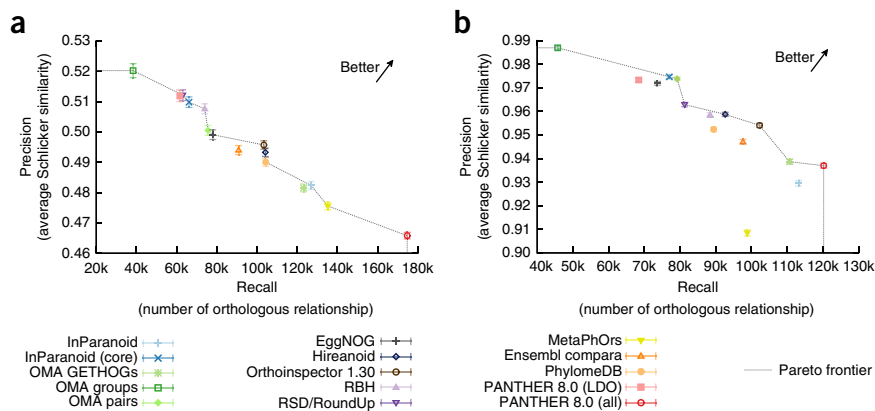 a
0.53
0.52
0.51
0.50
0.49
0.48
0.47
0.46
Precision
(average Schlicker similarity)
Better
20k 40k 60k 80k 100k 120k 140k 160k 180k
Recall
(number of orthologous relationship)
b
0.99
0.98
0.97
0.96
0.95
0.94
0.93
0.92
0.91
0.90
Precision
(average Schlicker similarity)
Better
40k 50k 60k 70k 80k 90k 100k 110k 120k 130k
Recall
(number of orthologous relationship)
InParanoid
InParanoid (core)
OMA GETHOGs
OMA groups
OMA pairs
EggNOG
Hireanoid
Orthoinspector 1.30
RBH
RSD/RoundUp
MetaPhOrs
Ensembl compara
PhylomeDB
PANTHER 8.0 (LDO)
PANTHER 8.0 (all)
Pareto frontier